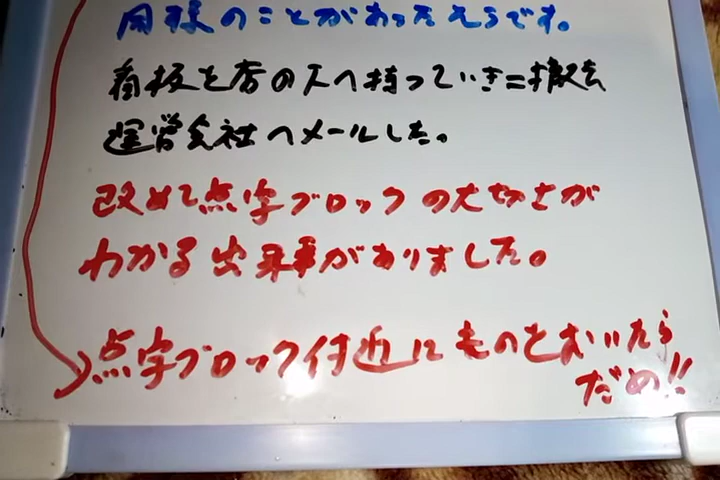 同様のことがあったそうです。
看板を店の人へ持っていき=撤去
運営会社へメールした。
改めて点字ブロックの大切さが
わかる出来事がありました。
点字ブロック付近にものをおいたら
だめ!!